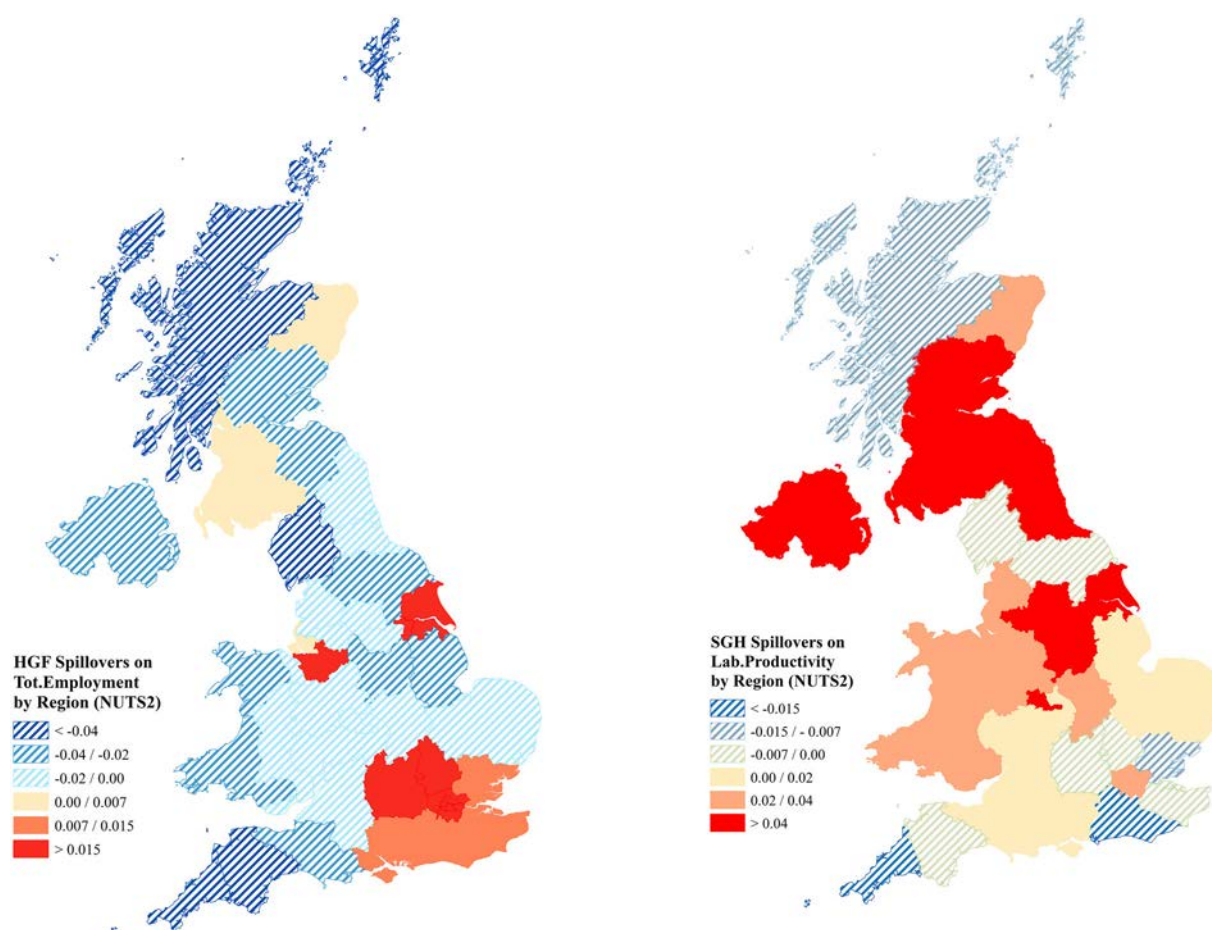 HGF Spillovers on
Tot.Employment
by Region (NUTS2)
< -0.04
-0.04 / -0.02
-0.02 / 0.00
0.00 / 0.007
0.007 / 0.015
> 0.015
SGH Spillovers on
Lab.Productivity
by Region (NUTS2)
< -0.015
-0.015 / - 0.007
-0.007 / 0.00
0.00 / 0.02
0.02 / 0.04
> 0.04